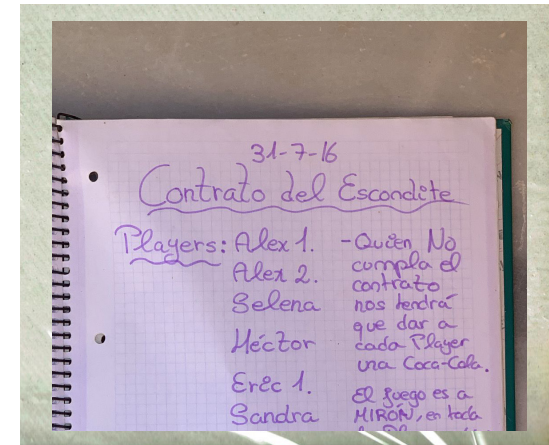 31-7-16
Contrato del Escondite
Players: Alex 1.
Alex 2.
Selena
Héctor
Eric 1.
Sandra
-Quien No
cumpla el
contrato
nos tendrá
que dar a
cada Player
una Coca-Cola.
El juego es a
MIRÓN, en toda